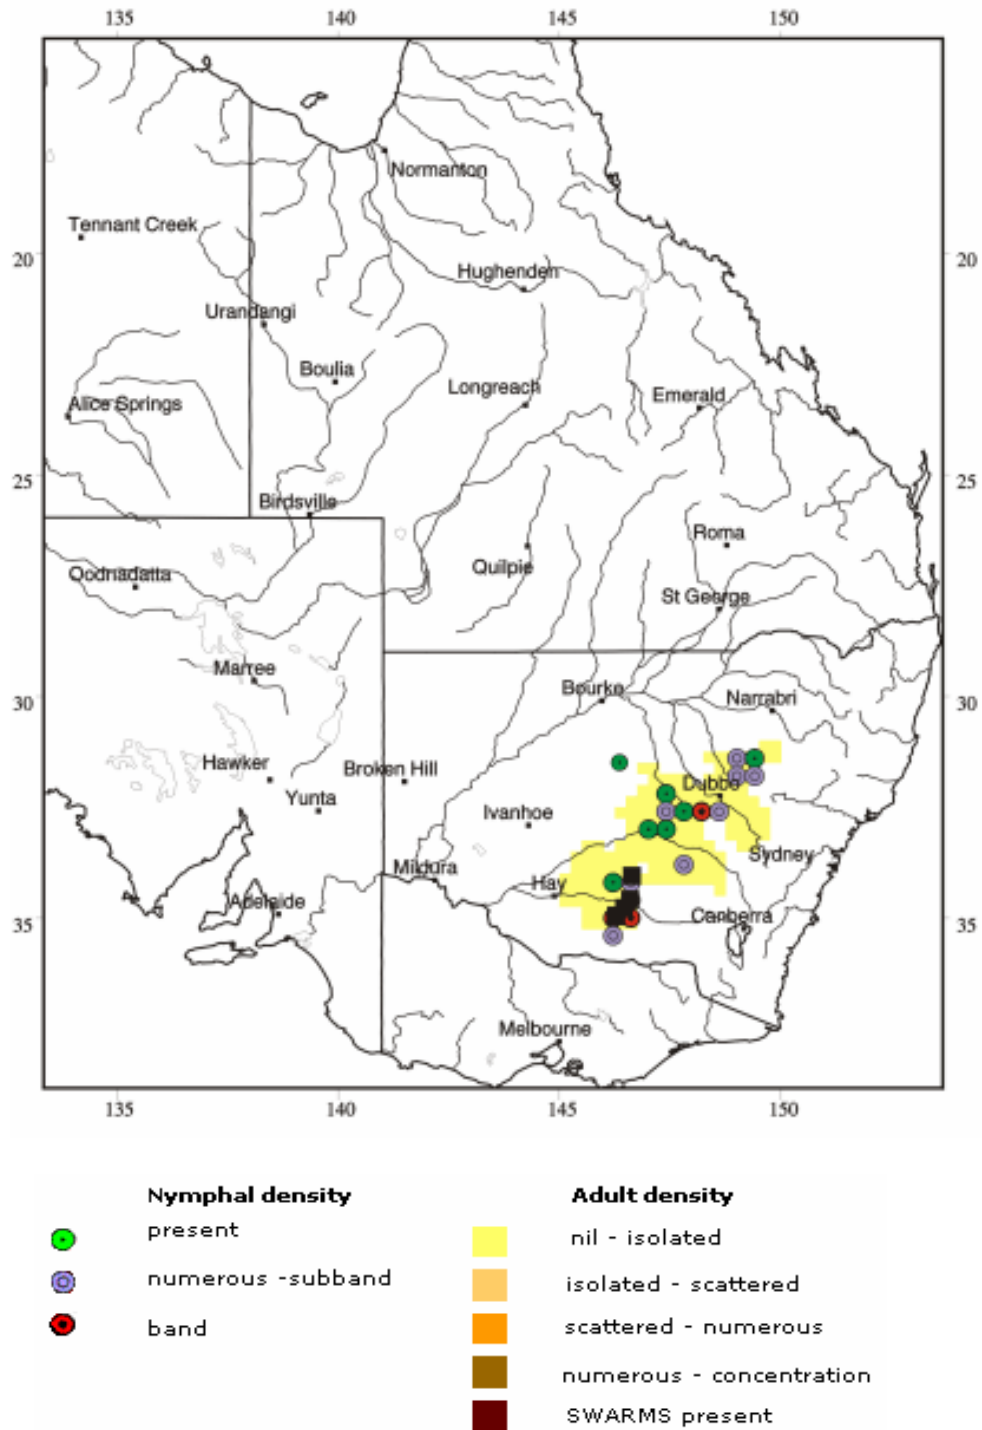 135 140 145 150
Normanton
Tennant Creek
20 20
Hughenden
Urandangi
Boulia
Longreach
Emerald
Alice Springs
25 25
Birdsville
Roma
Quilpie
Oodnadatta
St George
Marree
Bourke
30 Narrabri 30
Hawker
Broken Hill
Dubbo
Yunta
Ivanhoe
Sydney
Mildura
Hay
Adelaide
Canberra
35 35
Melbourne
135 140 145 150
Nymphal density Adult density
present nil - isolated
numerous -subband isolated - scattered
band scattered - numerous
numerous - concentration
SWARMS present